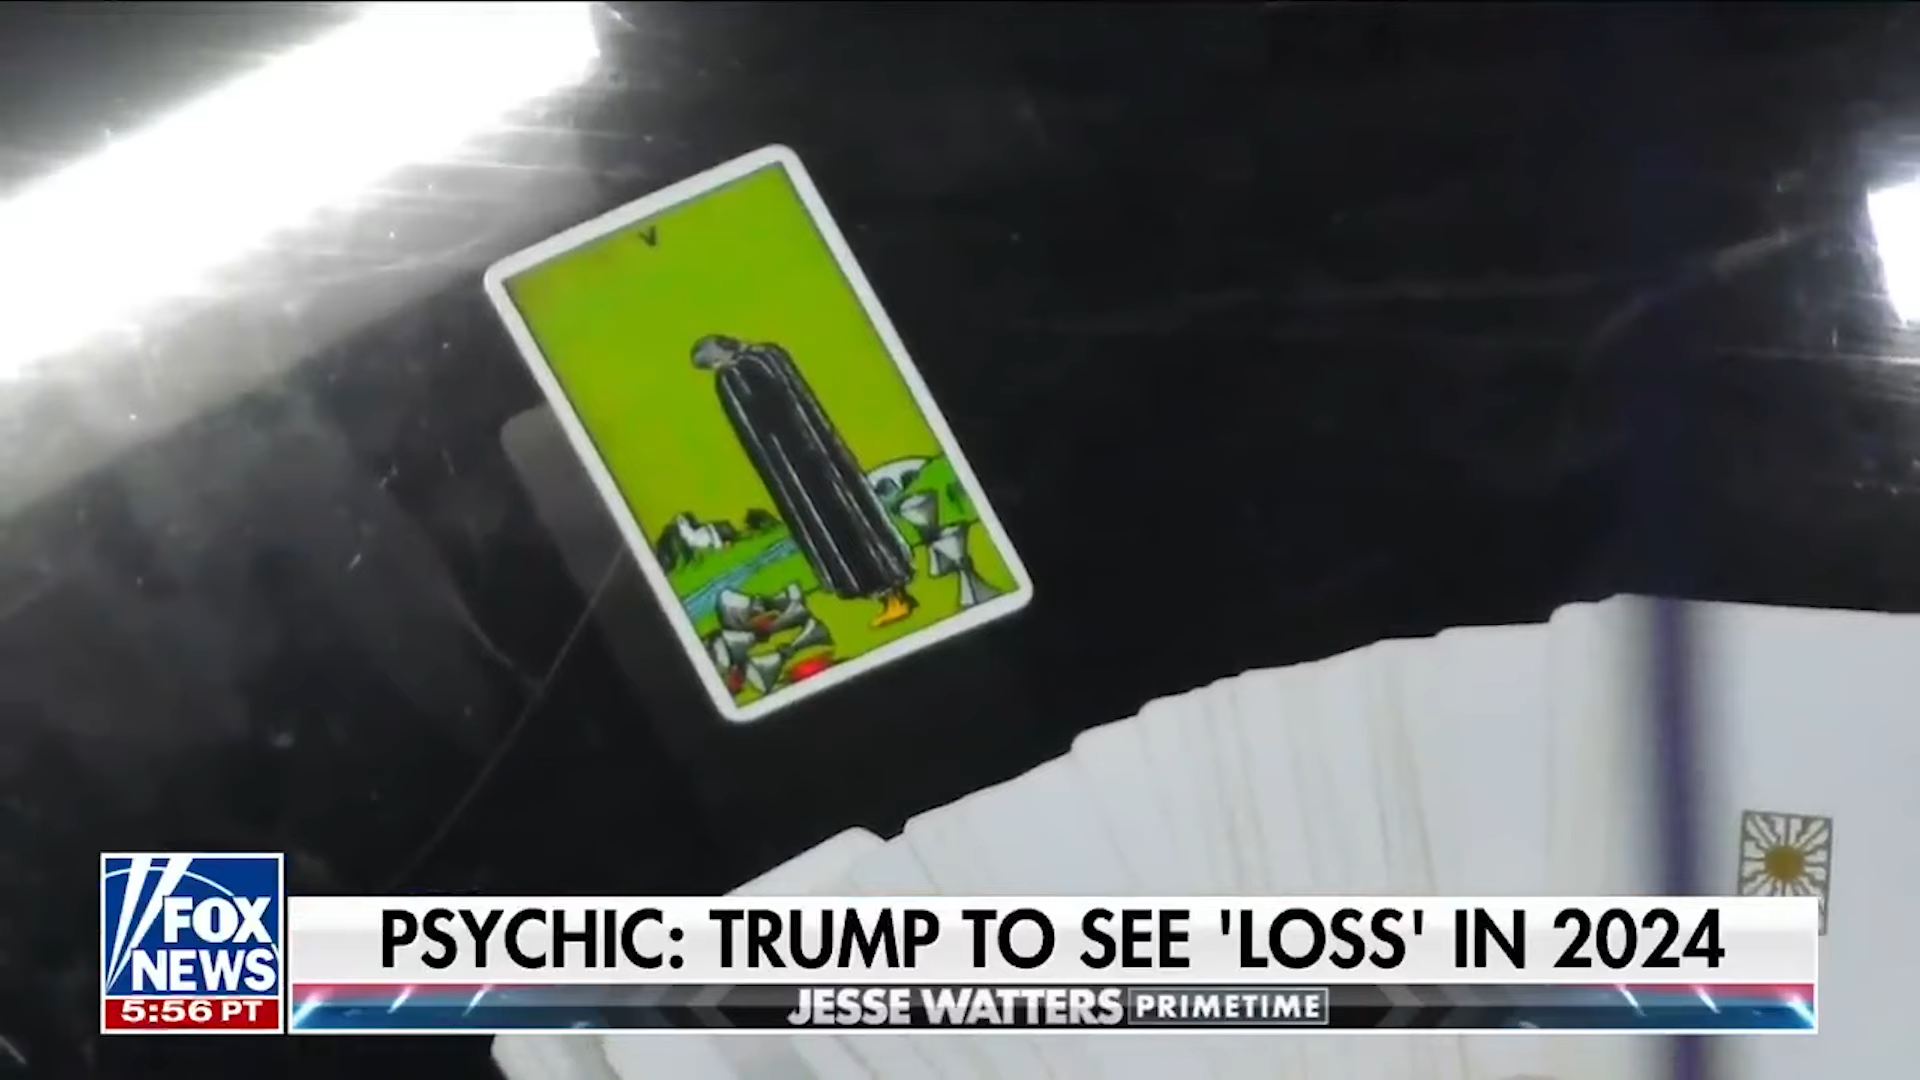 V
PSYCHIC: TRUMP TO SEE 'LOSS' IN 2024
FOX
NEWS
5:56 PT
JESSE WATTERS PRIMETIME